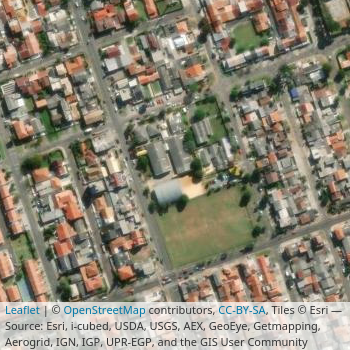 Leaflet | © OpenStreetMap contributors, CC-BY-SA, Tiles © Esri —
Source: Esri, i-cubed, USDA, USGS, AEX, GeoEye, Getmapping,
Aerogrid, IGN, IGP, UPR-EGP, and the GIS User Community